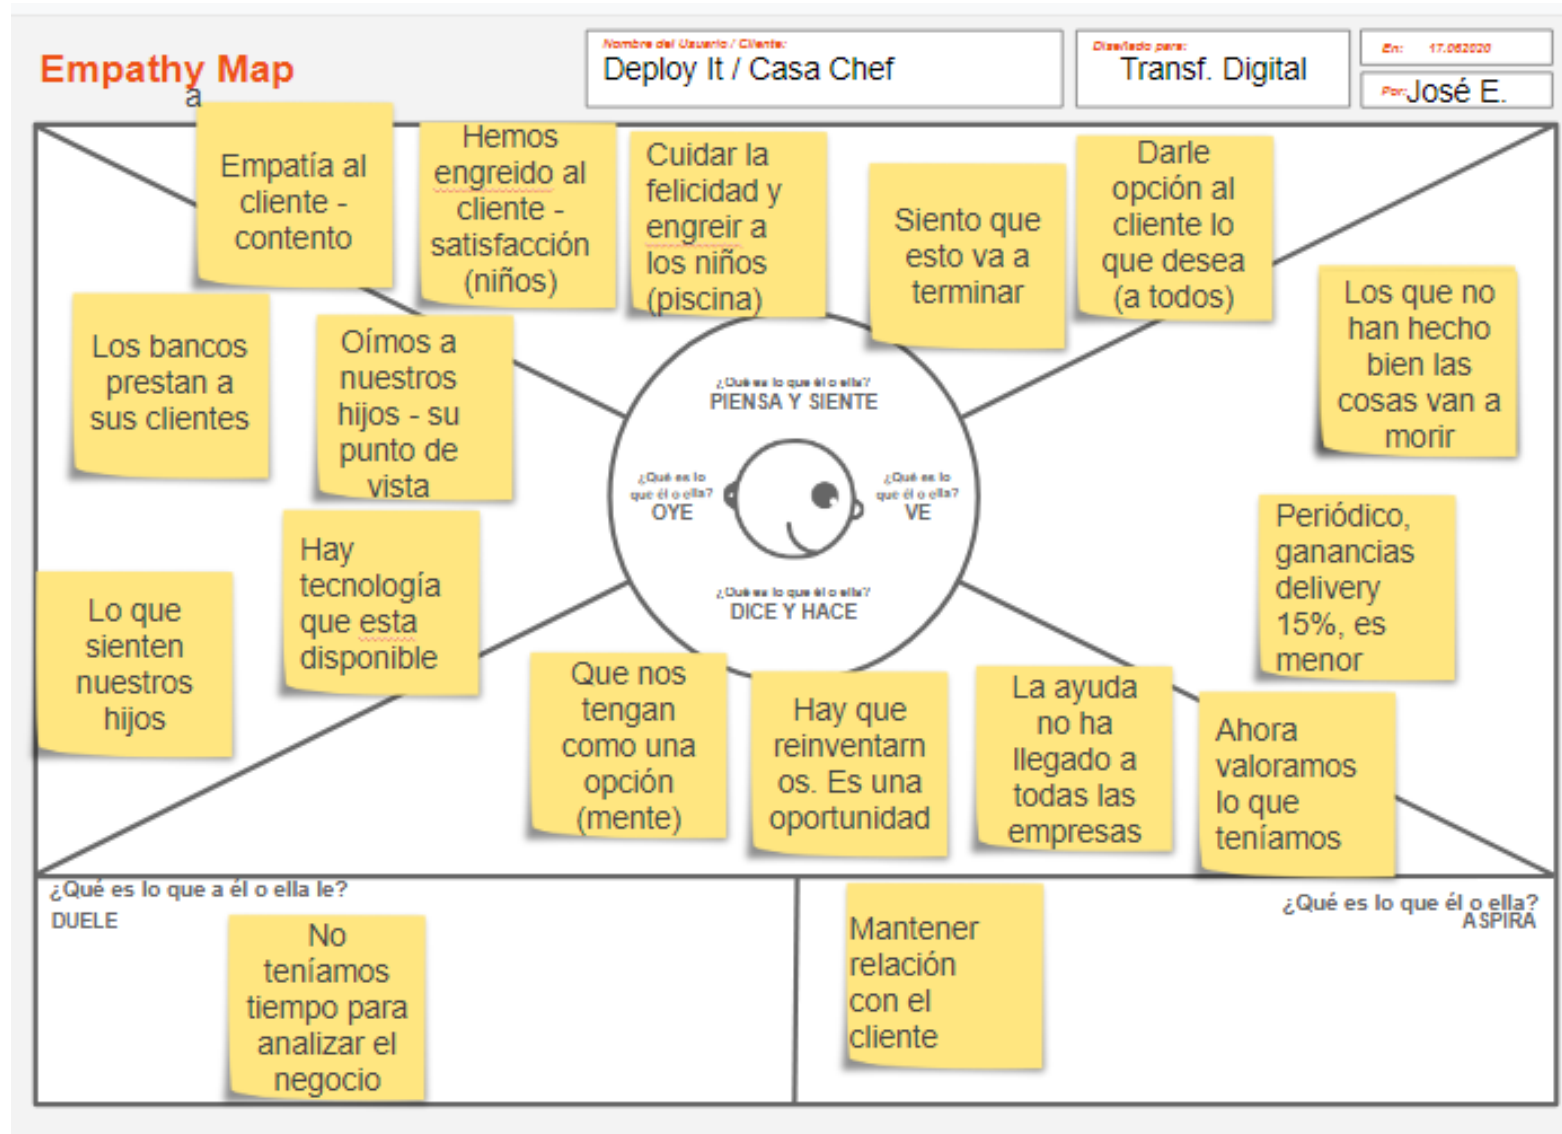 Empathy Map
a
Nombre del Usuario / Cliente:
Deploy It / Casa Chef
Diseñado para:
Transf. Digital
En: 17.062020
Por: José E.
Empatía al
cliente -
contento
Hemos
engreido al
cliente -
satisfacción
(niños)
Cuidar la
felicidad y
engreir a
los niños
(piscina)
Siento que
esto va a
terminar
Darle
opción al
cliente lo
que desea
(a todos)
Los bancos
prestan a
sus clientes
Oímos a
nuestros
hijos - su
punto de
vista
Los que no
han hecho
bien las
cosas van a
morir
¿Qué es lo que él o ella?
PIENSA Y SIENTE
¿Qué es lo
que él o ella?
OYE
¿Qué es lo
que él o ella?
VE
¿Qué es lo que él o ella?
DICE Y HACE
Hay
tecnología
que esta
disponible
Lo que
sienten
nuestros
hijos
Periódico,
ganancias
delivery
15%, es
menor
Que nos
tengan
como una
opción
(mente)
Hay que
reinventarn
os. Es una
oportunidad
La ayuda
no ha
llegado a
todas las
empresas
Ahora
valoramos
lo que
teníamos
¿Qué es lo que a él o ella le?
DUELE
No
teníamos
tiempo para
analizar el
negocio
Mantener
relación
con el
cliente
¿Qué es lo que él o ella?
ASPIRA